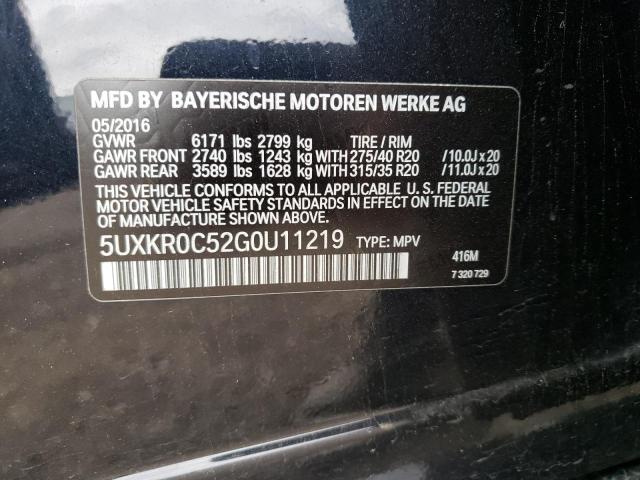 MFD BY BAYERISCHE MOTOREN WERKE AG
05/2016
GVWR 6171 lbs 2799 kg TIRE / RIM
GAWR FRONT 2740 lbs 1243 kg WITH 275/40 R20 /10.0J x 20
GAWR REAR 3589 lbs 1628 kg WITH 315/35 R20 /11.0J x 20
THIS VEHICLE CONFORMS TO ALL APPLICABLE U. S. FEDERAL
MOTOR VEHICLE SAFETY STANDARDS IN EFFECT ON THE DATE
OF MANUFACTURE SHOWN ABOVE.
5UXKR0C52G0U11219 TYPE: MPV
416M
7 320 729